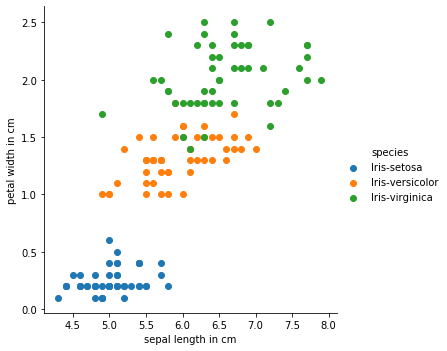 2.5
2.0
1.5
1.0
0.5
0.0
petal width in cm
4.5 5.0 5.5 6.0 6.5 7.0 7.5 8.0
sepal length in cm
species
Iris-setosa
Iris-versicolor
Iris-virginica